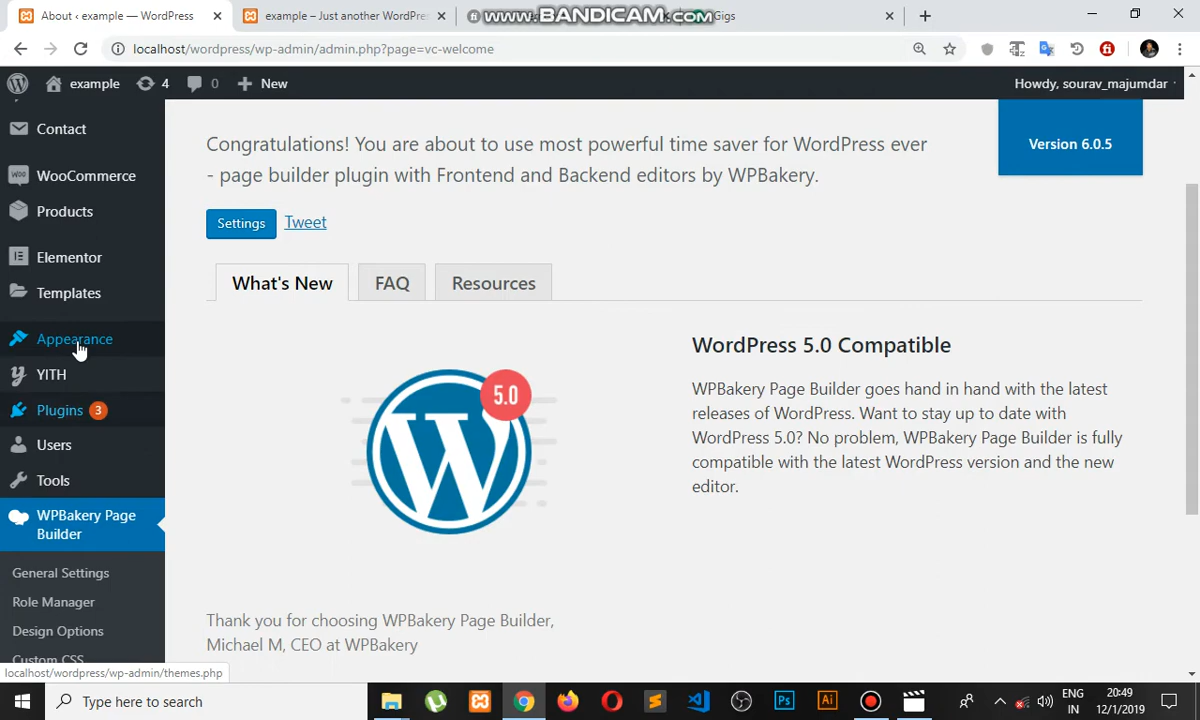 About ‹ example — WordPress
example – Just another WordPre
www.BANDICAM.com
Gigs
localhost/wordpress/wp-admin/admin.php?page=vc-welcome
example
4
0
New
Howdy, sourav_majumdar
Contact
WooCommerce
Products
Elementor
Templates
Appearance
YITH
Plugins 3
Users
Tools
WPBakery Page
Builder
General Settings
Role Manager
Design Options
Custom CSS
localhost/wordpress/wp-admin/themes.php
Congratulations! You are about to use most powerful time saver for WordPress ever
- page builder plugin with Frontend and Backend editors by WPBakery.
Version 6.0.5
Settings
Tweet
What's New
FAQ
Resources
5.0
WordPress 5.0 Compatible
WPBakery Page Builder goes hand in hand with the latest
releases of WordPress. Want to stay up to date with
WordPress 5.0? No problem, WPBakery Page Builder is fully
compatible with the latest WordPress version and the new
editor.
Thank you for choosing WPBakery Page Builder,
Michael M, CEO at WPBakery
Type here to search
Ps
Ai
ENG
IN
20:49
12/1/2019